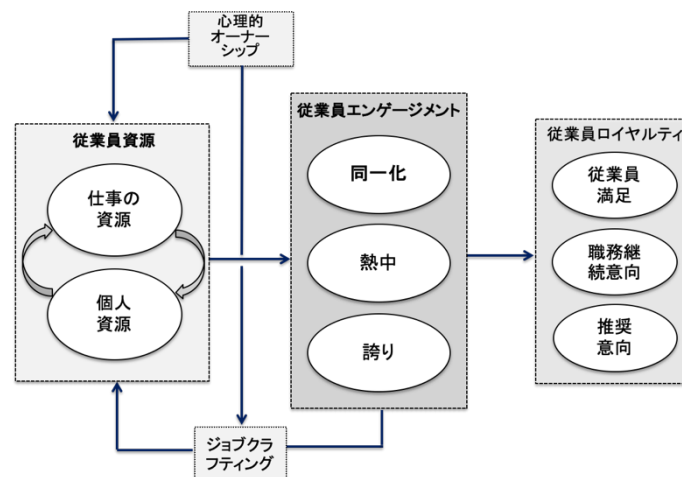 心理的
オーナー
シップ
従業員資源
仕事の
資源
個人
資源
従業員エンゲージメント
同一化
熱中
誇り
従業員ロイヤルティ
従業員
満足
職務継
続意向
推奨
意向
ジョブクラ
フティング